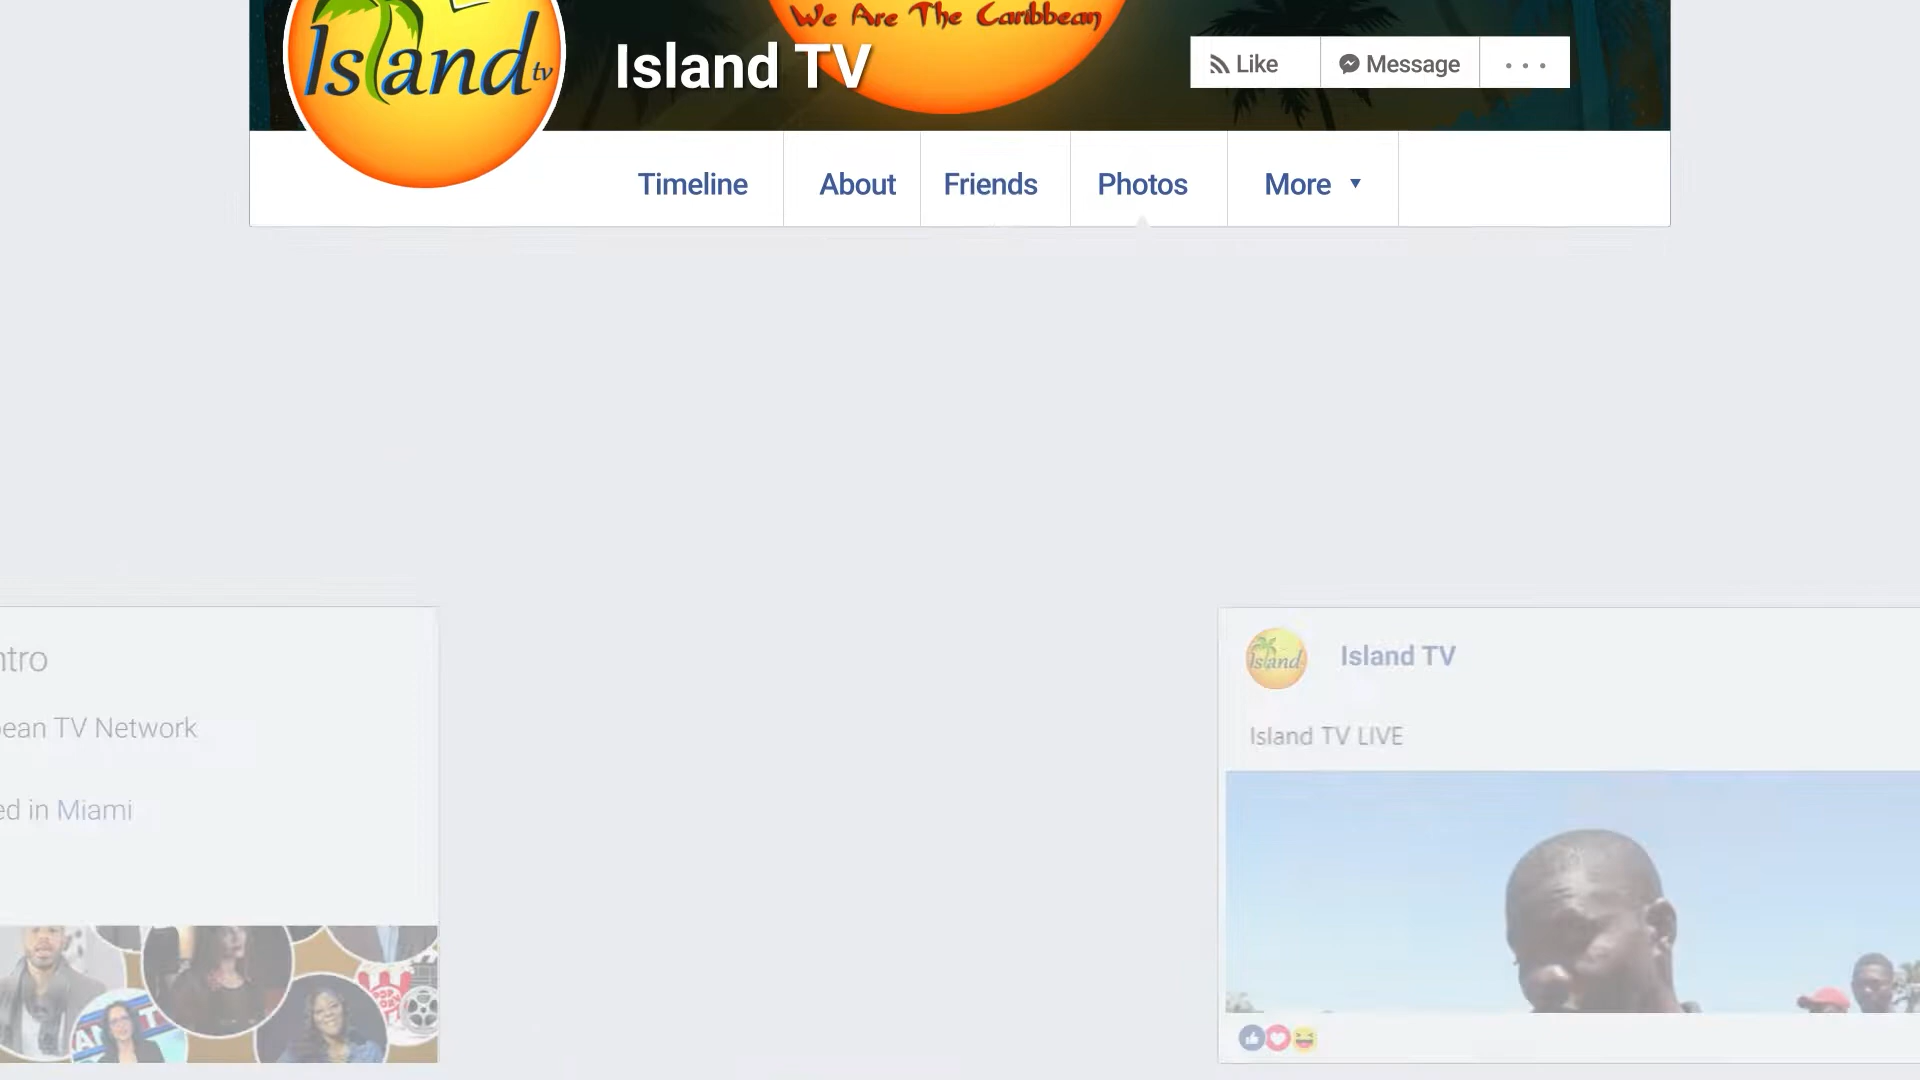 We Are The Caribbean
Island tv
Island TV
Like
Message
Timeline
About
Friends
Photos
More
ntro
Island TV
ean TV Network
Island TV LIVE
ed in Miami
Island